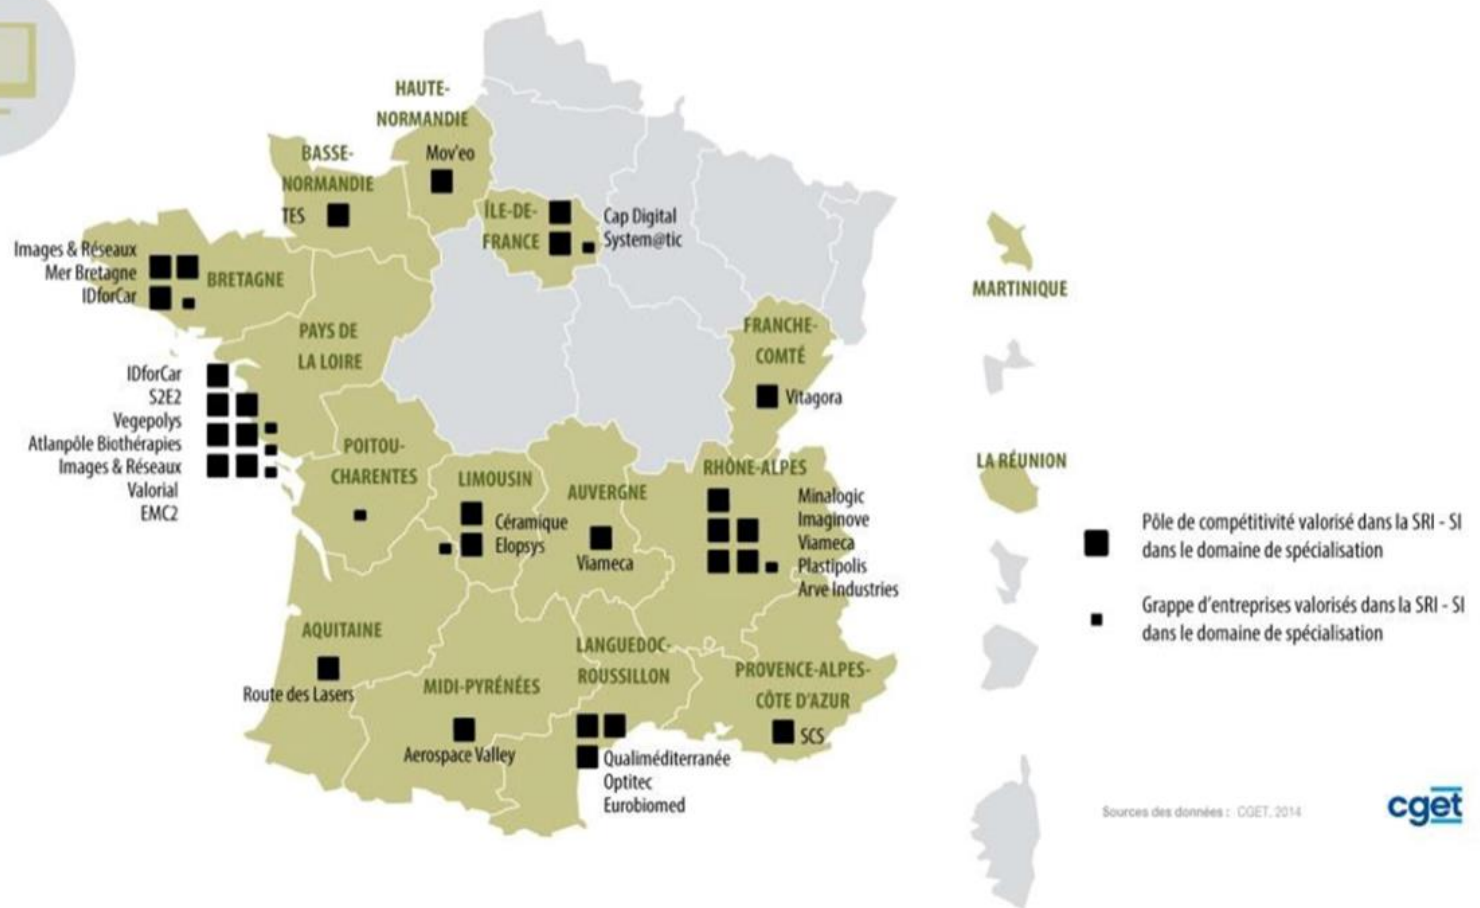 HAUTE-
NORMANDIE
Mov'eo
BASSE-
NORMANDIE
TES
ÎLE-DE-
FRANCE
Cap Digital
System@tic
Images & Réseaux
Mer Bretagne
IDforCar
BRETAGNE
PAYS DE
LA LOIRE
IDforCar
S2E2
Vegepolys
Atlanpôle Biothérapies
Images & Réseaux
Valorial
EMC2
FRANCHE-
COMTÉ
Vitagora
POITOU-
CHARENTES
LIMOUSIN
Céramique
Elopsys
AUVERGNE
Viameca
RHÔNE-ALPES
Minalogic
Imaginove
Viameca
Plastipolis
Arve Industries
AQUITAINE
Route des Lasers
MIDI-PYRÉNÉES
Aerospace Valley
LANGUEDOC-
ROUSSILLON
Qualiméditerranée
Optitec
Eurobiomed
PROVENCE-ALPES-
CÔTE D'AZUR
SCS
MARTINIQUE
LA RÉUNION
Pôle de compétitivité valorisé dans la SRI - SI
dans le domaine de spécialisation
Grappe d'entreprises valorisés dans la SRI - SI
dans le domaine de spécialisation
Sources des données : CGET, 2014
cget